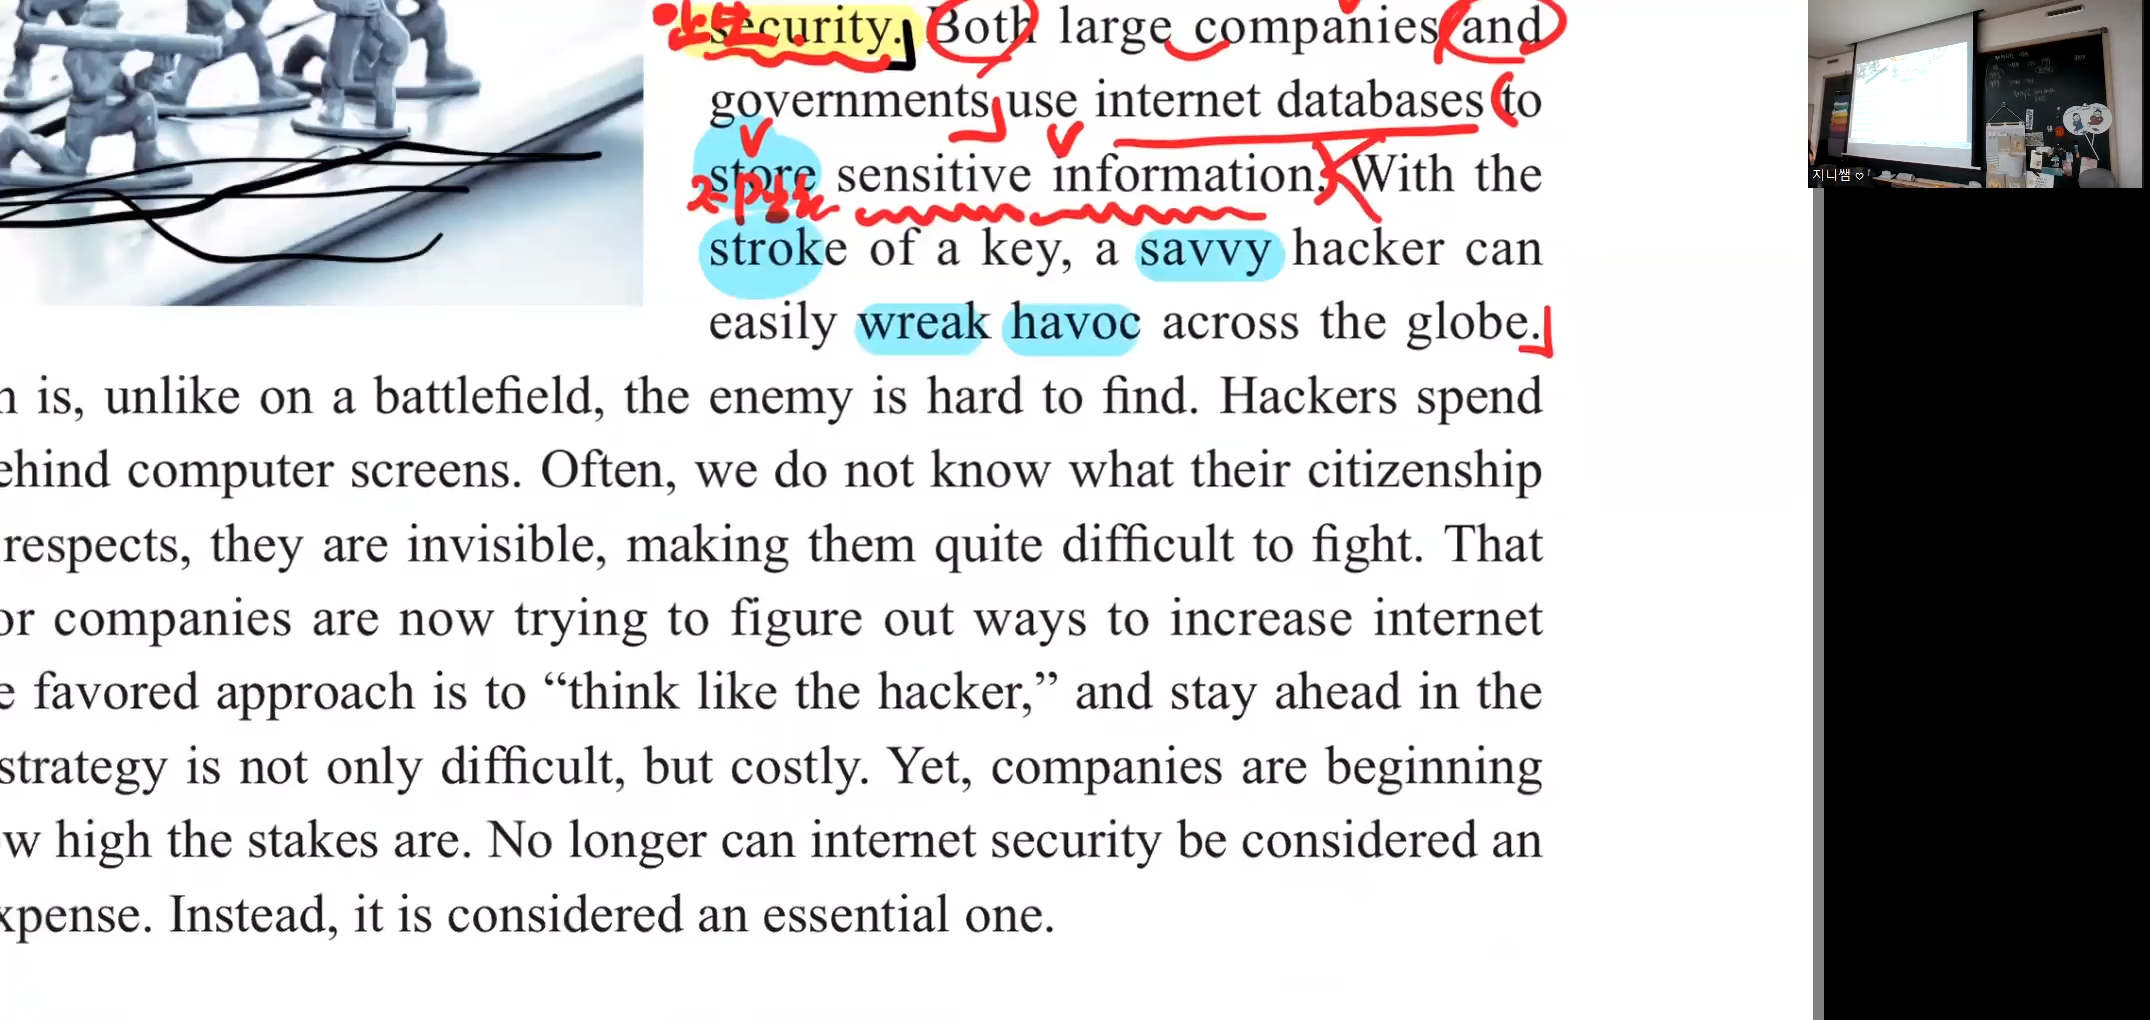 안보
security. Both large companies and
governments use internet databases to
store sensitive information. With the
stroke of a key, a savvy hacker can
easily wreak havoc across the globe.
n is, unlike on a battlefield, the enemy is hard to find. Hackers spend
ehind computer screens. Often, we do not know what their citizenship
respects, they are invisible, making them quite difficult to fight. That
or companies are now trying to figure out ways to increase internet
e favored approach is to “think like the hacker,” and stay ahead in the
strategy is not only difficult, but costly. Yet, companies are beginning
w high the stakes are. No longer can internet security be considered an
xpense. Instead, it is considered an essential one.
지니쌤 ♡